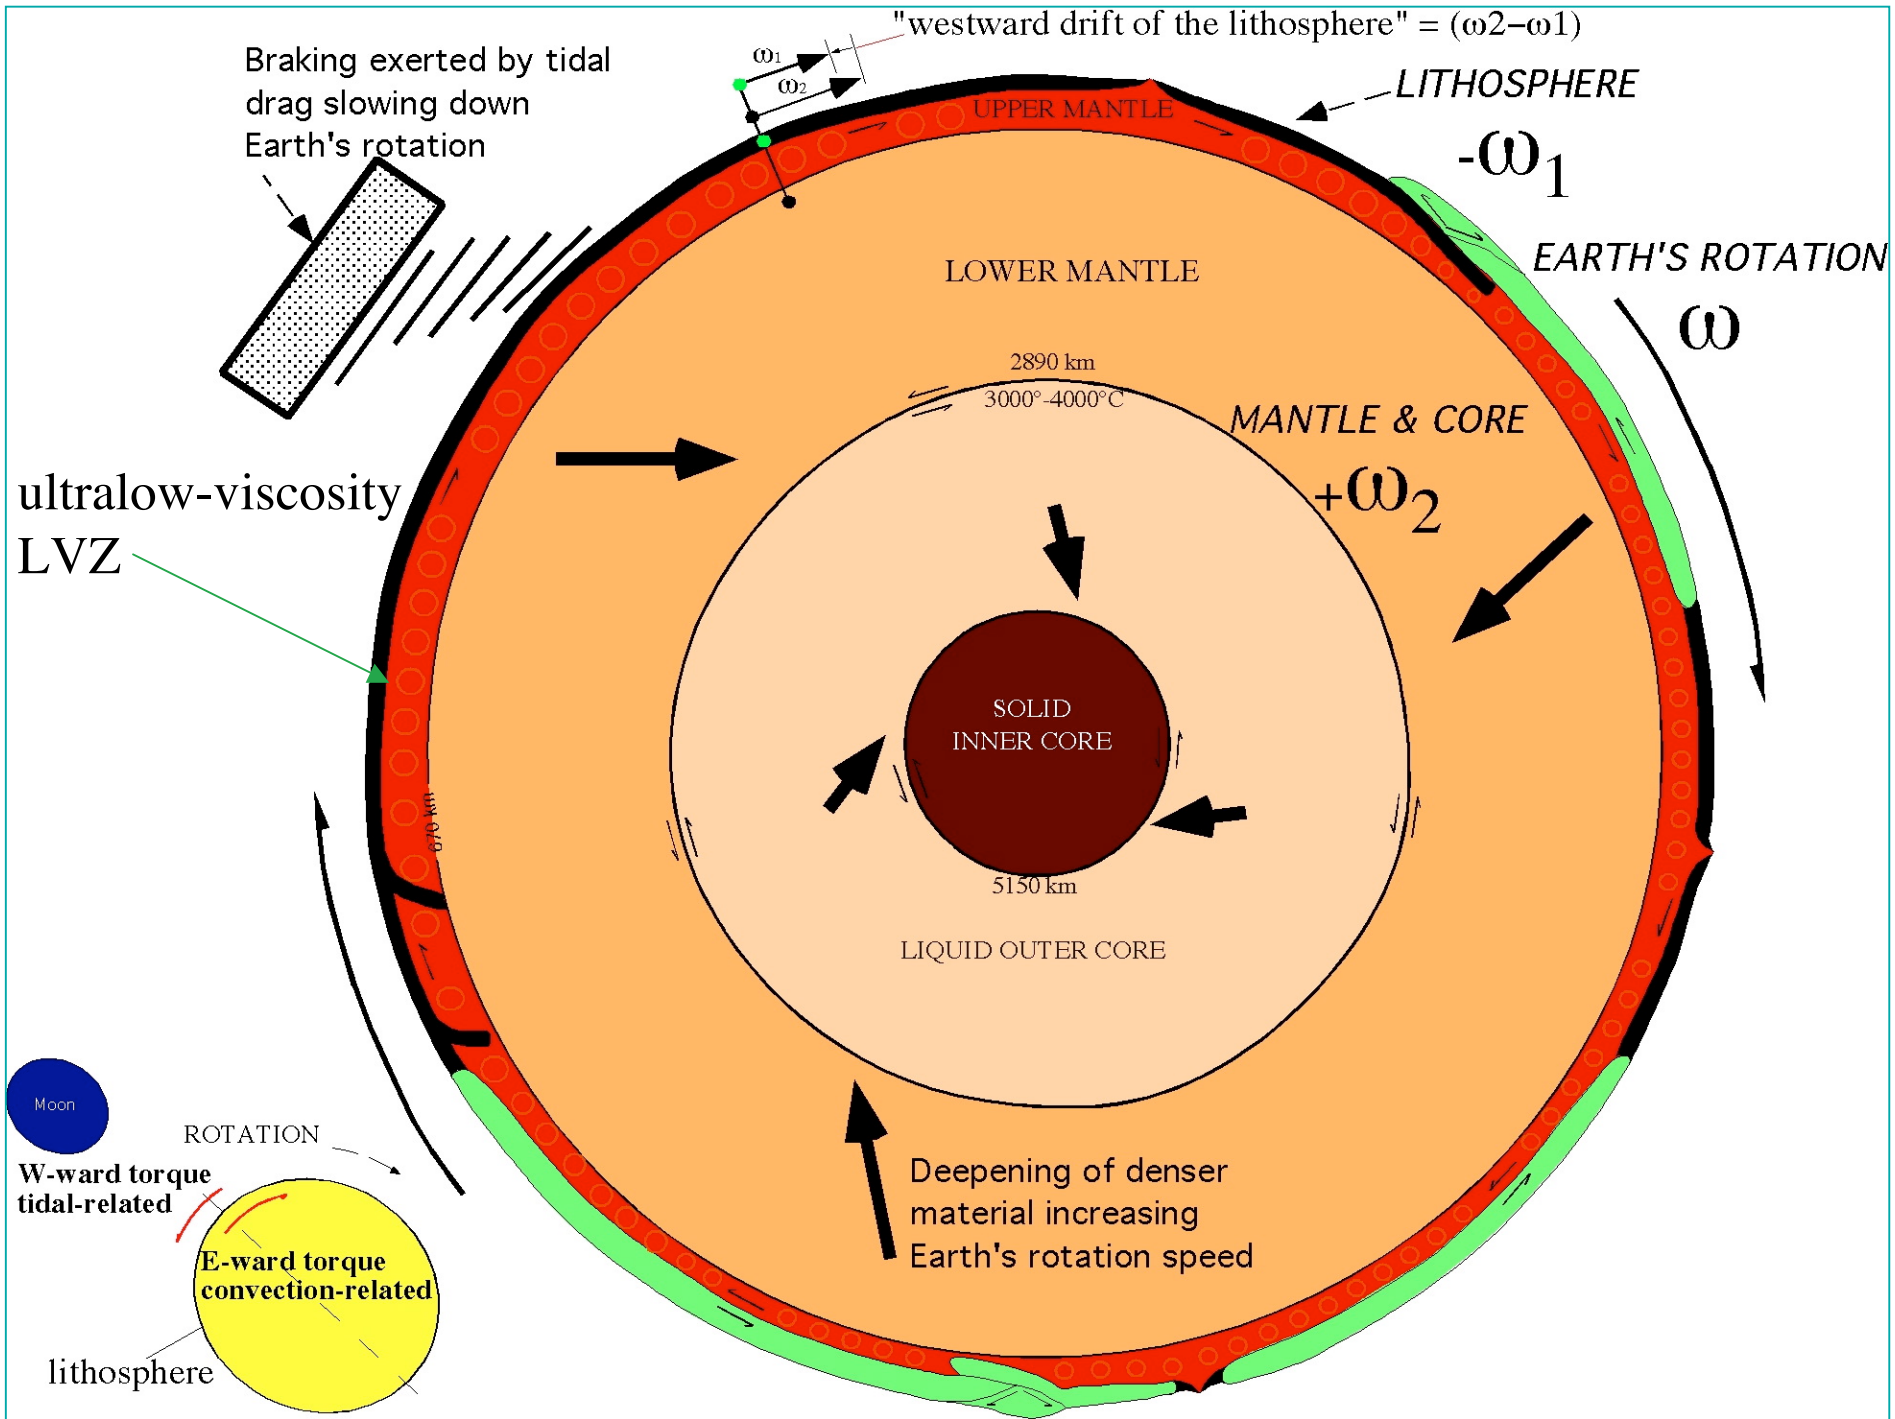 "westward drift of the lithosphere" = (ω2−ω1)
Braking exerted by tidal
drag slowing down
Earth's rotation
ω1
ω2
LITHOSPHERE
-ω1
UPPER MANTLE
EARTH'S ROTATION
ω
LOWER MANTLE
2890 km
3000°-4000°C
MANTLE & CORE
+ω2
ultralow-viscosity
LVZ
SOLID
INNER CORE
670 km
5150 km
LIQUID OUTER CORE
Moon
ROTATION
W-ward torque
tidal-related
E-ward torque
convection-related
lithosphere
Deepening of denser
material increasing
Earth's rotation speed